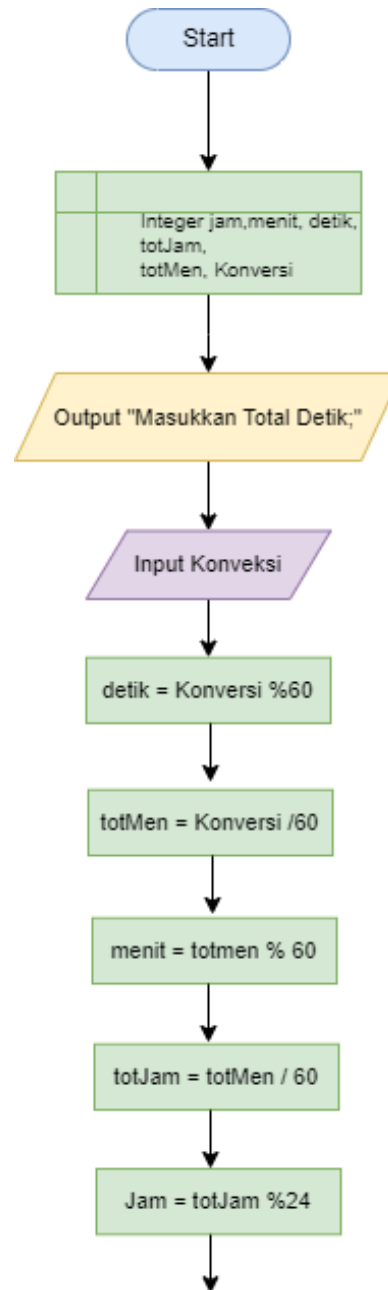 Start
Integer jam,menit, detik,
totJam,
totMen, Konversi
Output "Masukkan Total Detik;"
Input Konveksi
detik = Konversi %60
totMen = Konversi /60
menit = totmen % 60
totJam = totMen / 60
Jam = totJam %24